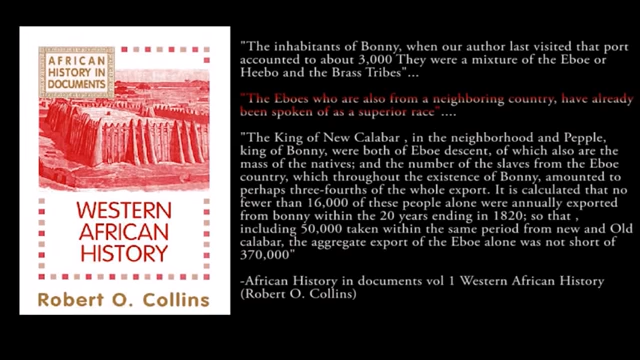 AFRICAN
HISTORY IN
DOCUMENTS
WESTERN
AFRICAN
HISTORY
Robert O. Collins
"The inhabitants of Bonny, when our author last visited that port
accounted to about 3,000 They were a mixture of the Eboe or
Heebo and the Brass Tribes"...
"The Eboes who are also from a neighboring country, have already
been spoken of as a superior race"....
"The King of New Calabar , in the neighborhood and Pepple,
king of Bonny, were both of Eboe descent, of which also are the
mass of the natives; and the number of the slaves from the Eboe
country, which throughout the existence of Bonny, amounted to
perhaps three-fourths of the whole export. It is calculated that no
fewer than 16,000 of these people alone were annually exported
from bonny within the 20 years ending in 1820; so that ,
including 50,000 taken within the same period from new and Old
calabar, the aggregate export of the Eboe alone was not short of
370,000"
-African History in documents vol 1 Western African History
(Robert O. Collins)